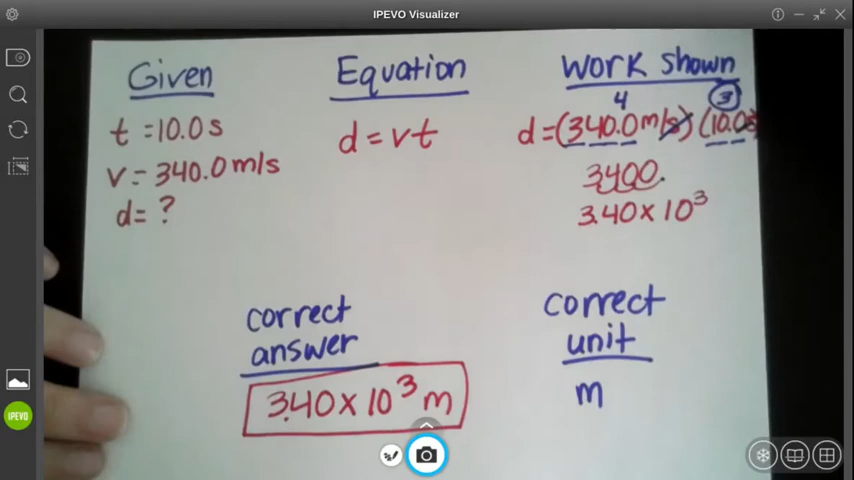 IPEVO Visualizer
Given
t = 10.0 s
v = 340.0 m/s
d = ?
Equation
d = vt
Work shown
4
3
d = (340.0 m/s) (10.0s
3400.
3.40 x 10³
correct
answer
3.40 x 10³ m
correct
unit
m
IPEVO